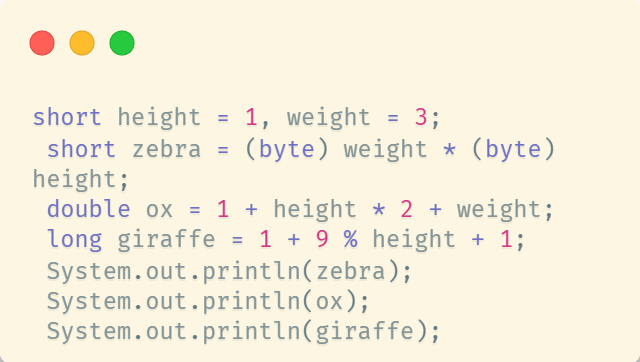 short height = 1, weight = 3;
short zebra = (byte) weight * (byte)
height;
double ox = 1 + height * 2 + weight;
long giraffe = 1 + 9 % height + 1;
System.out.println(zebra);
System.out.println(ox);
System.out.println(giraffe);